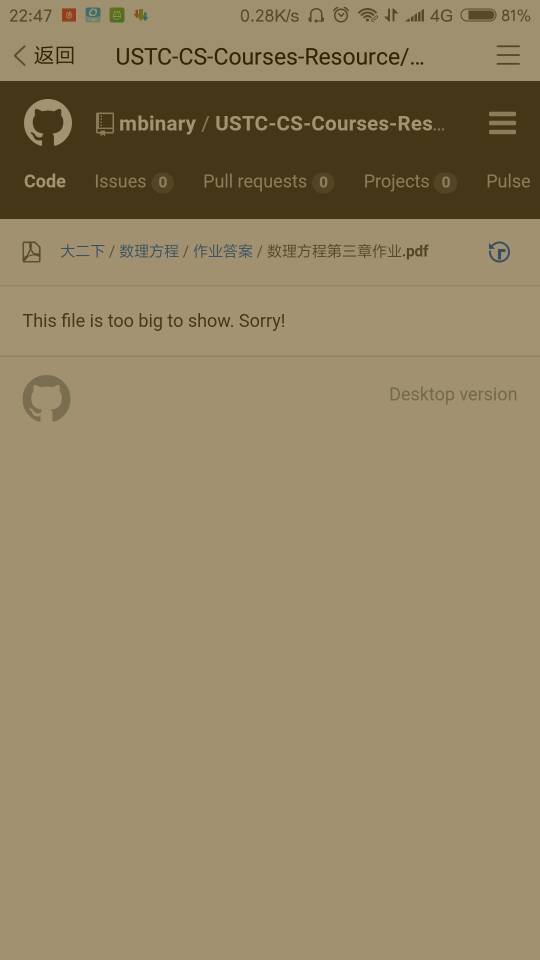 22:47 0.28K/s 4G 81%
返回 USTC-CS-Courses-Resource/...
mbinary / USTC-CS-Courses-Res...
Code Issues 0 Pull requests 0 Projects 0 Pulse
大二下 / 数理方程 / 作业答案 / 数理方程第三章作业.pdf
This file is too big to show. Sorry!
Desktop version